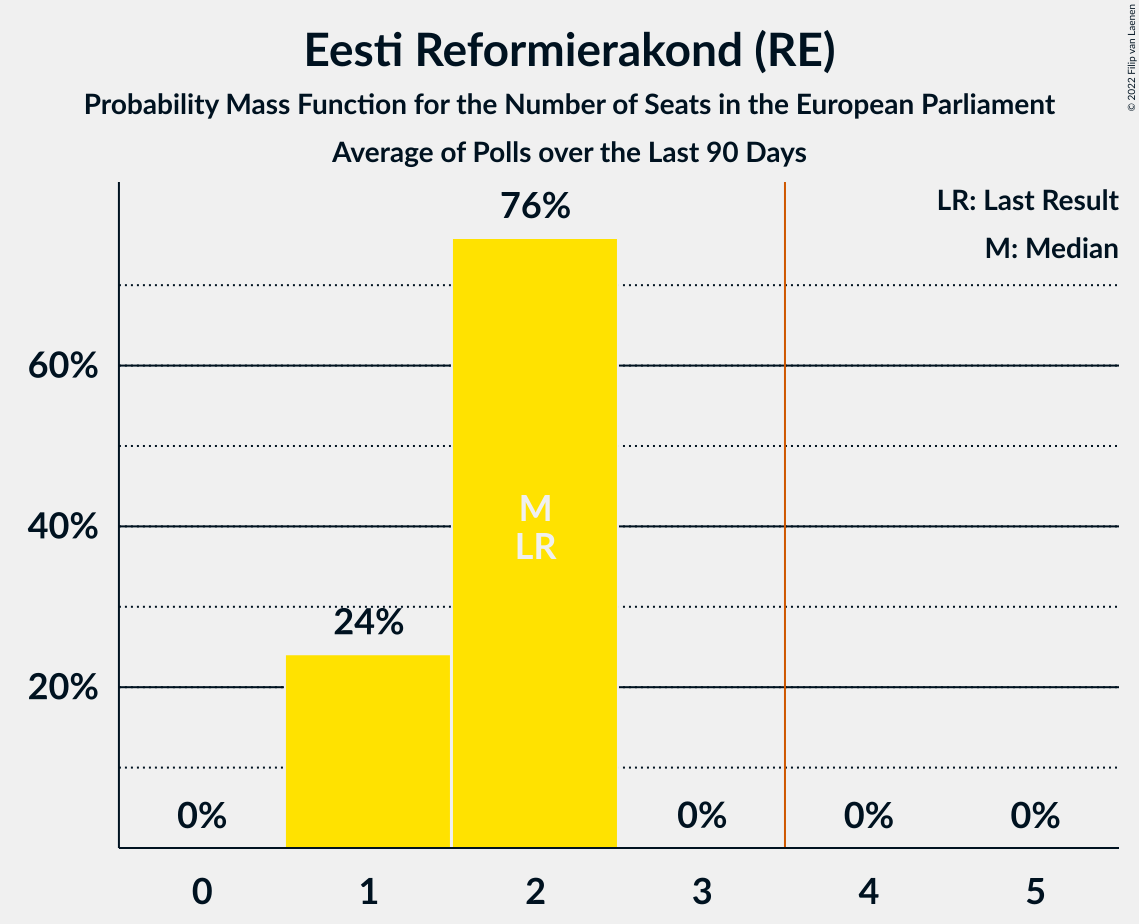 Eesti Reformierakond (RE)
Probability Mass Function for the Number of Seats in the European Parliament
Average of Polls over the Last 90 Days
© 2022 Filip van Laenen
LR: Last Result
M: Median
76%
60%
M
40%
LR
24%
20%
0%
0%
0%
0%
0
1
2
3
4
5